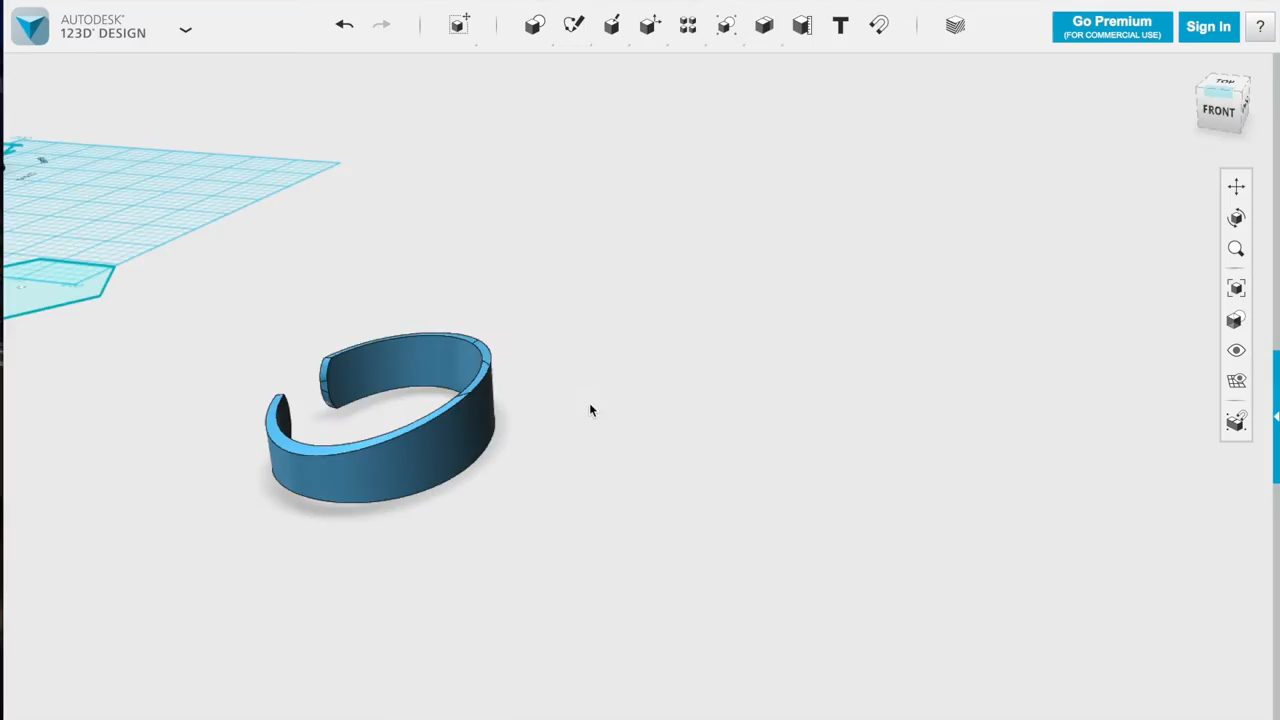 AUTODESK®
123D® DESIGN
Go Premium
(FOR COMMERCIAL USE)
Sign In
?
T
TOP
FRONT